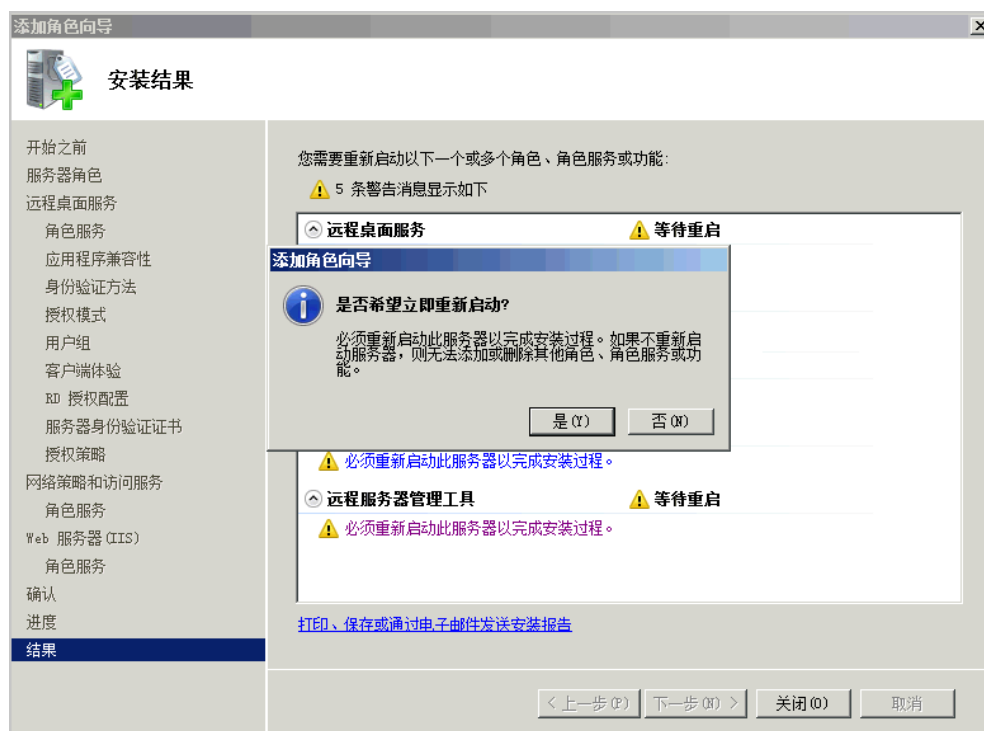 添加角色向导
安装结果
开始之前
服务器角色
远程桌面服务
角色服务
应用程序兼容性
身份验证方法
授权模式
用户组
客户端体验
RD 授权配置
服务器身份验证证书
授权策略
网络策略和访问服务
角色服务
Web 服务器(IIS)
角色服务
确认
进度
结果
您需要重新启动以下一个或多个角色、角色服务或功能:
5 条警告消息显示如下
远程桌面服务 等待重启
添加角色向导
是否希望立即重新启动?
必须重新启动此服务器以完成安装过程。如果不重新启
动服务器，则无法添加或删除其他角色、角色服务或功
能。
是(Y) 否(N)
必须重新启动此服务器以完成安装过程。
远程服务器管理工具 等待重启
必须重新启动此服务器以完成安装过程。
打印、保存或通过电子邮件发送安装报告
< 上一步(P) 下一步(N) > 关闭(O) 取消